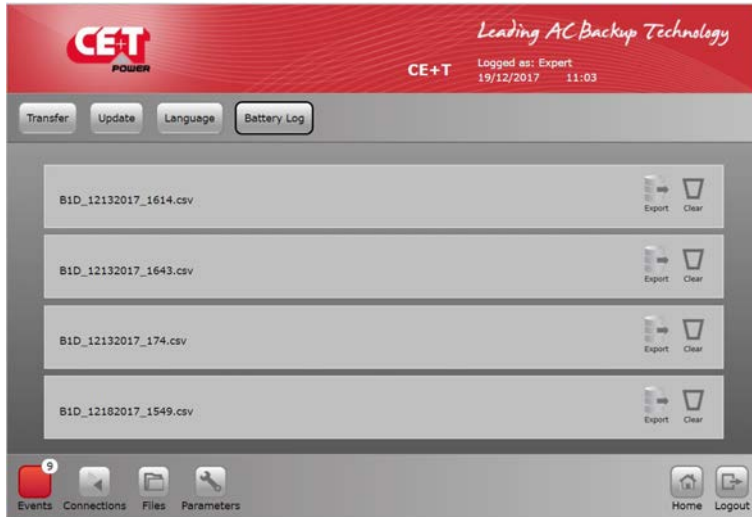 CE+T
POWER
Leading AC Backup Technology
CE+T
Logged as: Expert
19/12/2017 11:03
Transfer Update Language Battery Log
B1D_12132017_1614.csv
Export Clear
B1D_12132017_1643.csv
Export Clear
B1D_12132017_174.csv
Export Clear
B1D_12182017_1549.csv
Export Clear
9
Events Connections Files Parameters Home Logout